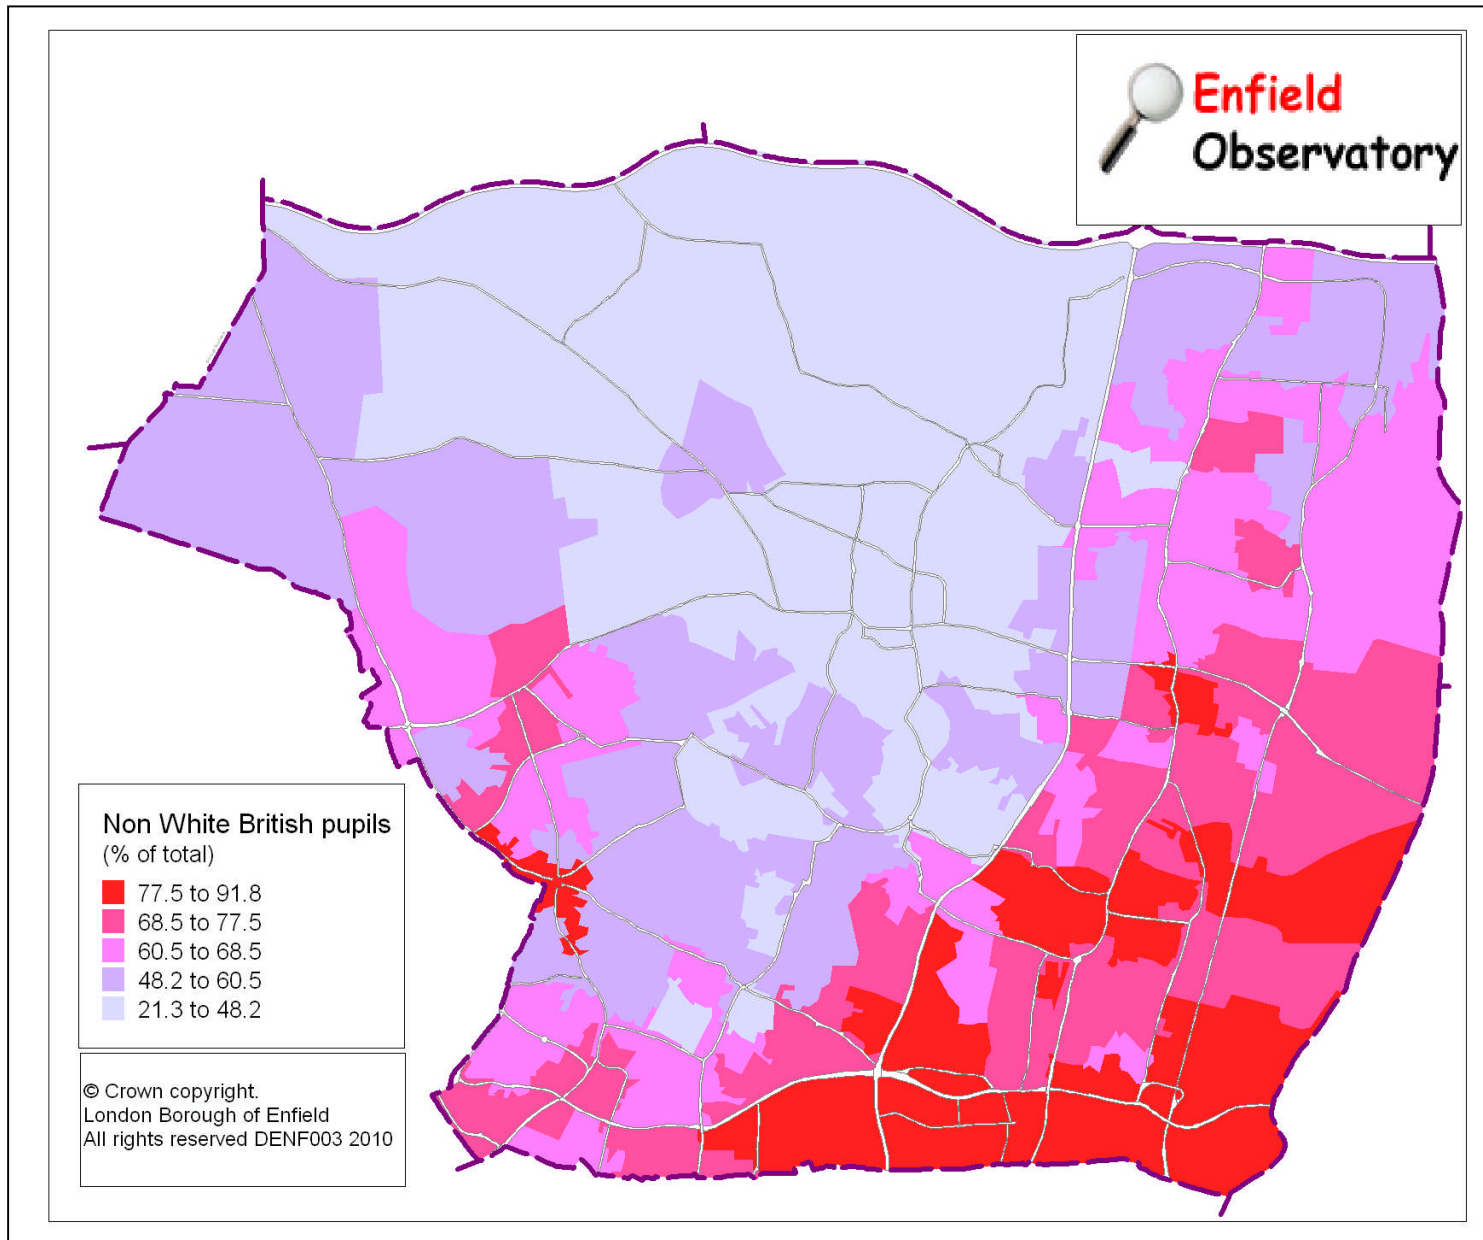 Enfield
Observatory
Non White British pupils
(% of total)
77.5 to 91.8
68.5 to 77.5
60.5 to 68.5
48.2 to 60.5
21.3 to 48.2
© Crown copyright.
London Borough of Enfield
All rights reserved DENF003 2010